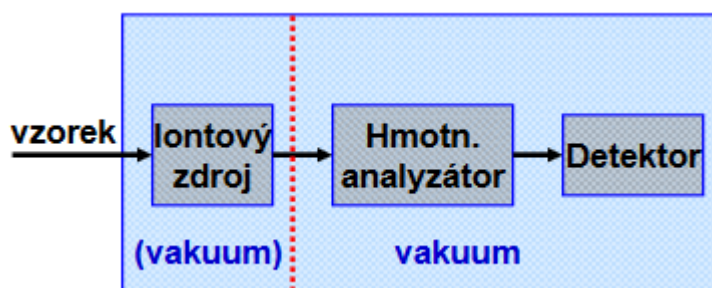 vzorek
Iontový
zdroj
Hmotn.
analyzátor
Detektor
(vakuum)
vakuum